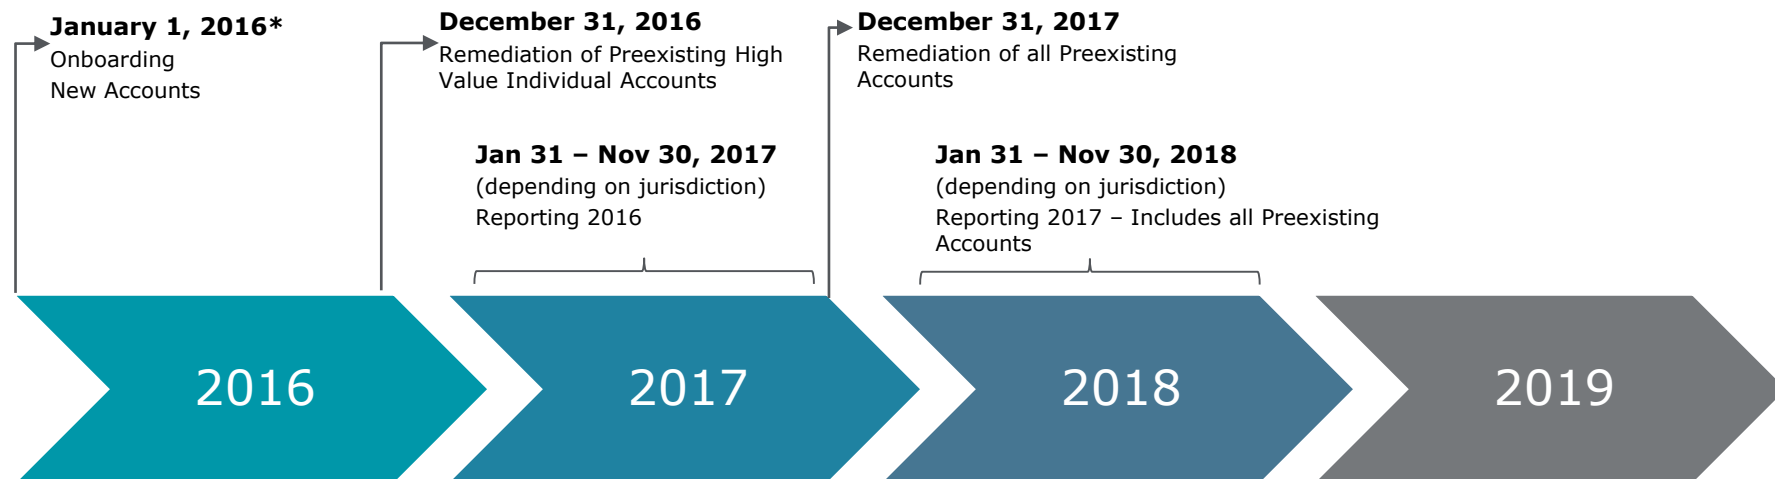 January 1, 2016*
Onboarding
New Accounts
December 31, 2016
Remediation of Preexisting High
Value Individual Accounts
December 31, 2017
Remediation of all Preexisting
Accounts
Jan 31 – Nov 30, 2017
(depending on jurisdiction)
Reporting 2016
Jan 31 – Nov 30, 2018
(depending on jurisdiction)
Reporting 2017 – Includes all Preexisting
Accounts
2016
2017
2018
2019